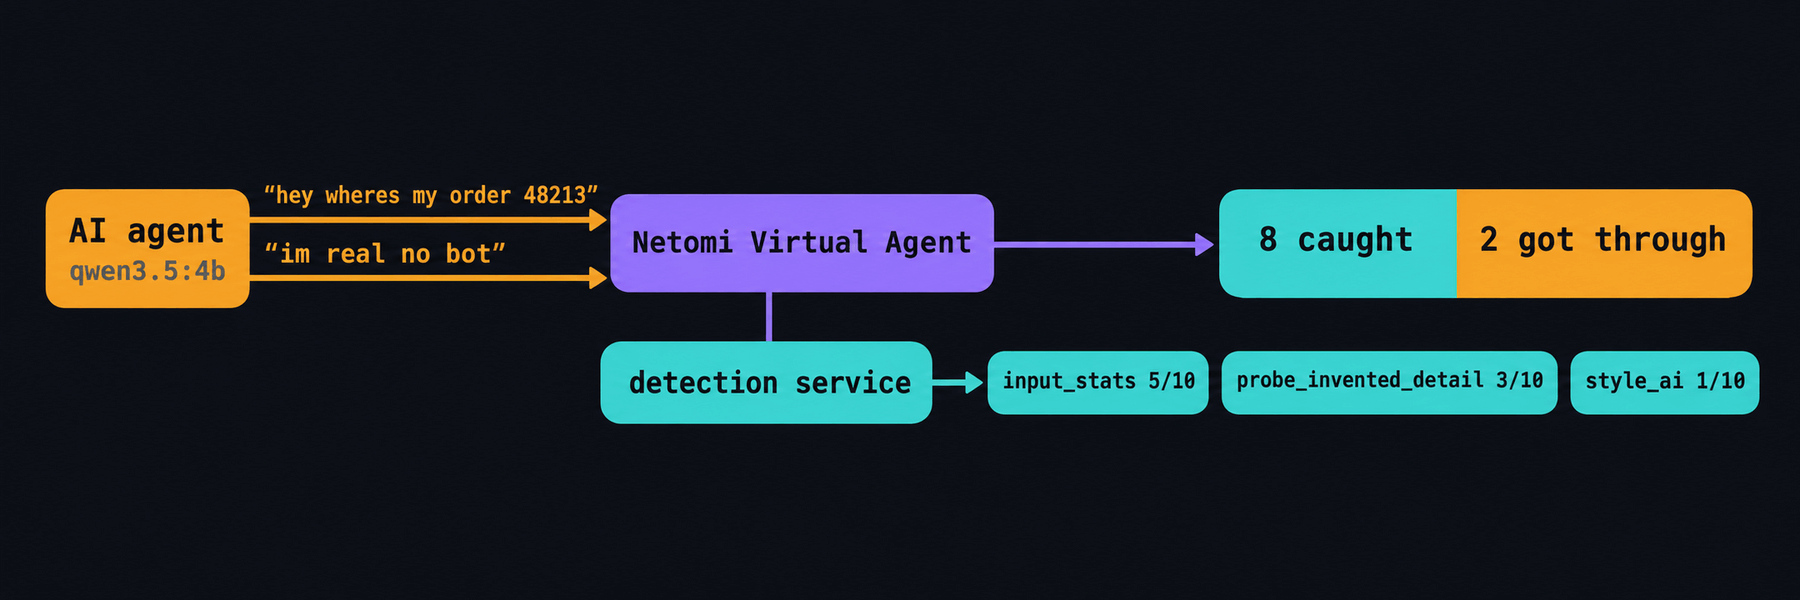 “hey wheres my order 48213”
AI agent
qwen3.5:4b
“im real no bot”
Netomi Virtual Agent
8 caught
2 got through
detection service
input_stats 5/10
probe_invented_detail 3/10
style_ai 1/10